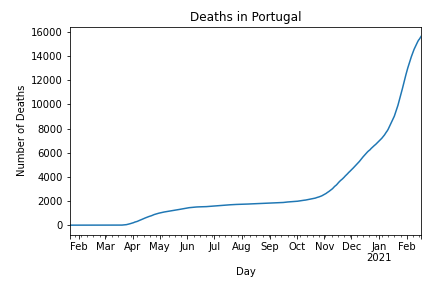 Deaths in Portugal
Number of Deaths
16000
14000
12000
10000
8000
6000
4000
2000
0
Feb Mar Apr May Jun Jul Aug Sep Oct Nov Dec Jan Feb
2021
Day